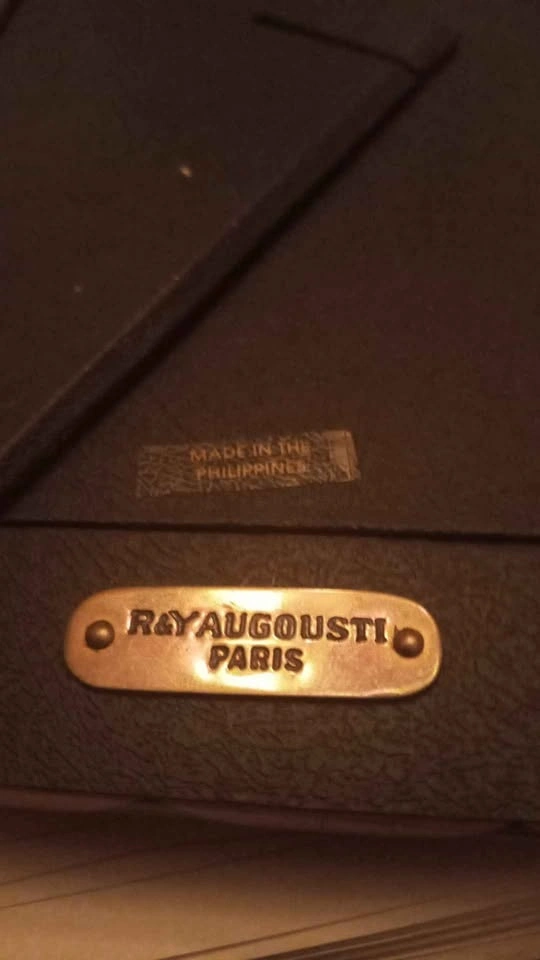 MADE IN THE
PHILIPPINES
R&Y AUGOUSTI
PARIS